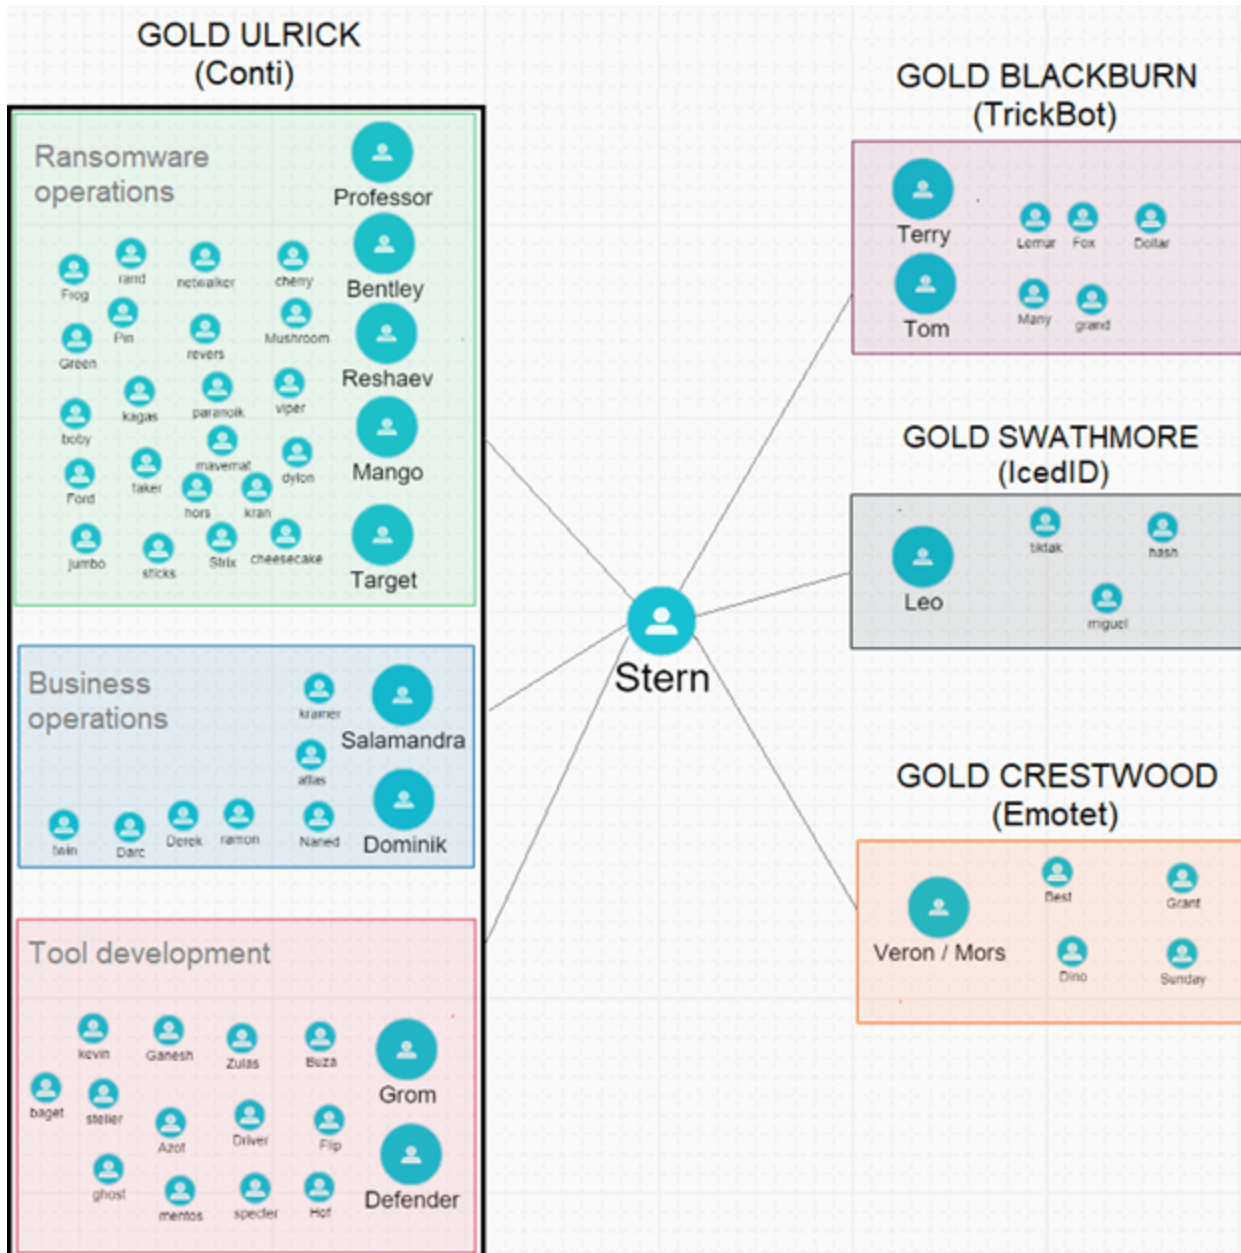 GOLD ULRICK
(Conti)
Ransomware
operations
Professor
Bentley
Reshaev
Mango
Target
Frog
rand
netwalker
cherry
Green
Pin
revers
Mushroom
boby
kagas
paranoik
viper
Ford
faker
mavemat
dylon
hors
kran
jumbo
sticks
Strix
cheesecake
Business
operations
kramer
Salamandra
atlas
twin
Darc
Derek
ramon
Naned
Dominik
Tool development
kevin
Ganesh
Zulas
Buza
Grom
baget
steller
Azot
Driver
Flip
Defender
ghost
mentos
specter
Hof
Stern
GOLD BLACKBURN
(TrickBot)
Terry
Lemur
Fox
Dollar
Tom
Many
grand
GOLD SWATHMORE
(IcedID)
Leo
tiktak
hash
miguel
GOLD CRESTWOOD
(Emotet)
Veron / Mors
Best
Grant
Dino
Sunday